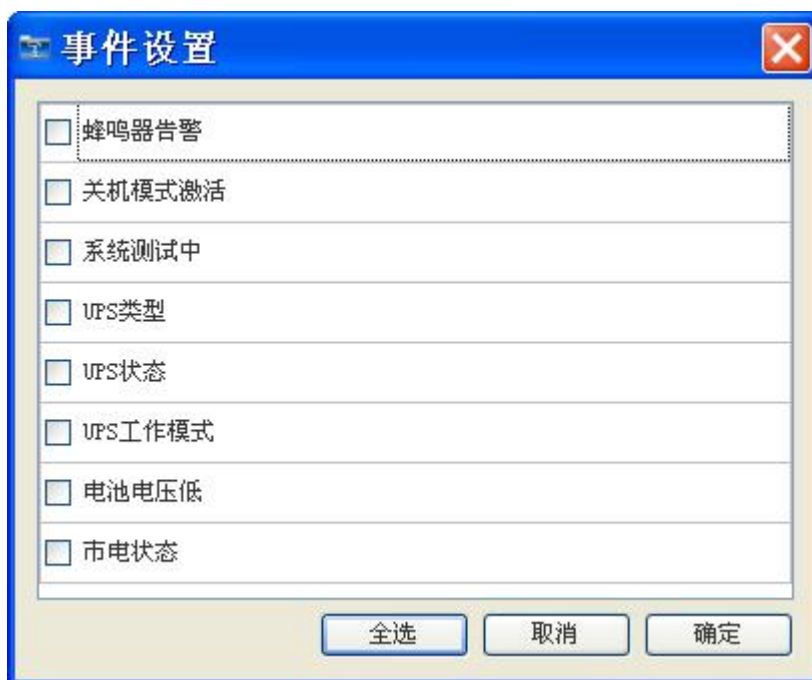 事件设置
蜂鸣器告警
关机模式激活
系统测试中
UPS类型
UPS状态
UPS工作模式
电池电压低
市电状态
全选 取消 确定